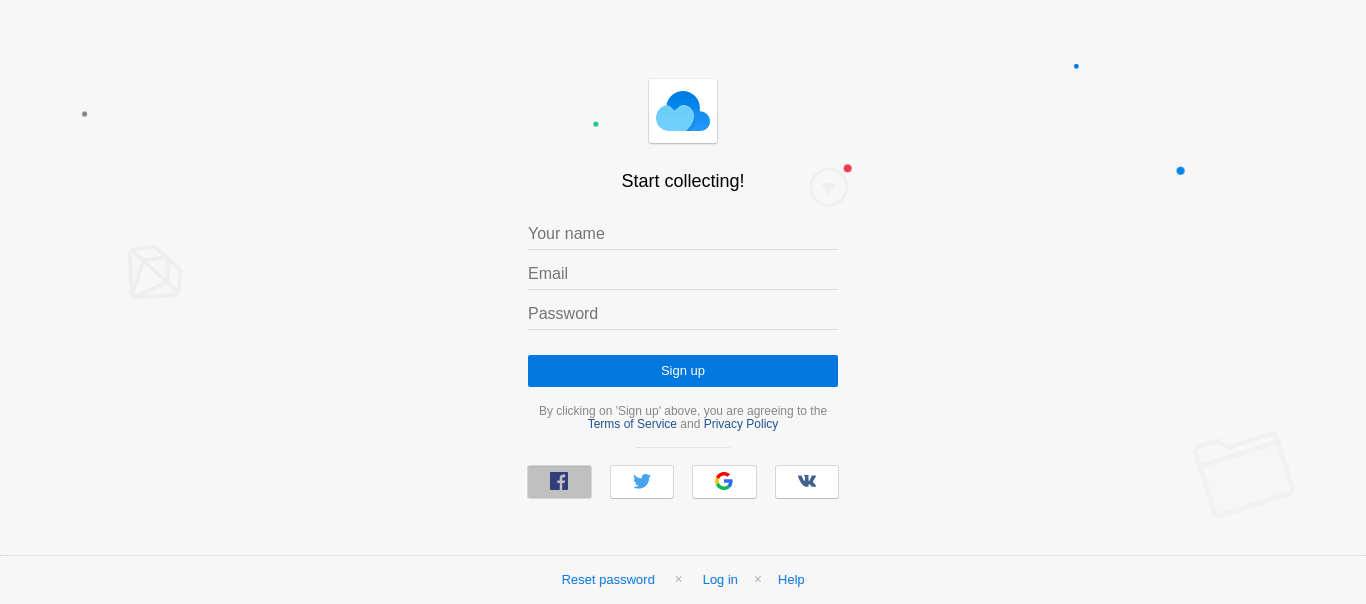 Start collecting!
Your name
Email
Password
Sign up
By clicking on 'Sign up' above, you are agreeing to the
Terms of Service and Privacy Policy
Reset password × Log in × Help